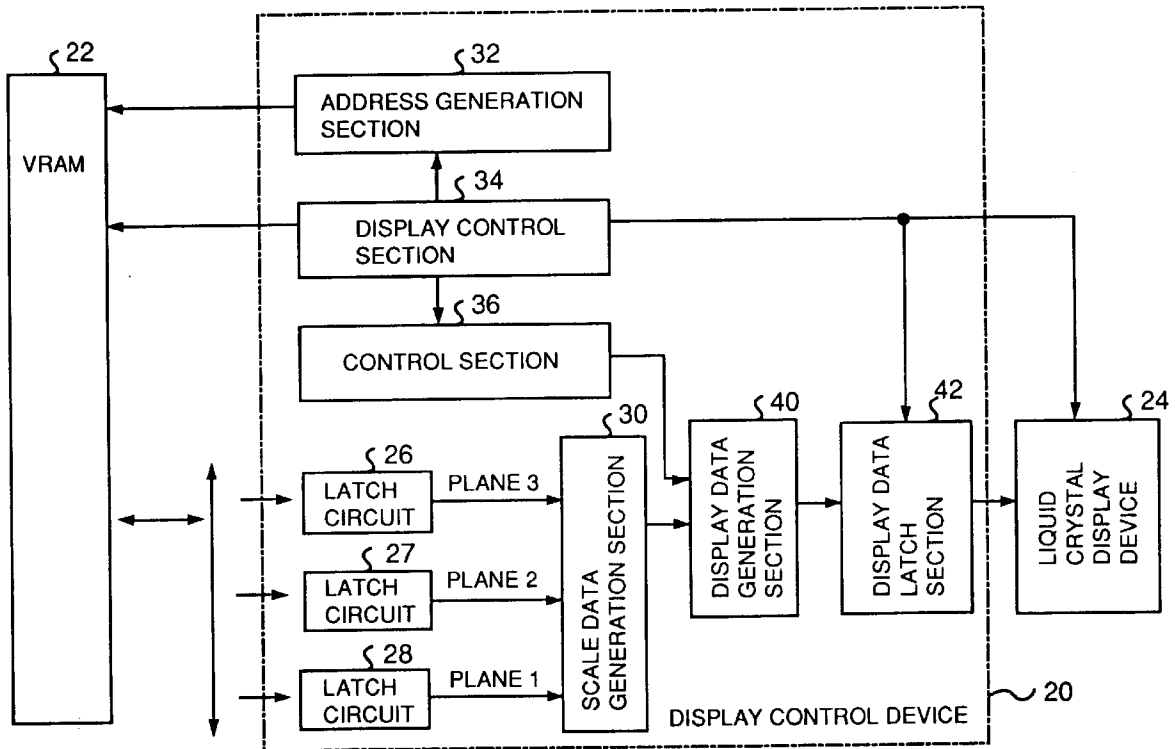 22
VRAM
32
ADDRESS GENERATION
SECTION
34
DISPLAY CONTROL
SECTION
36
CONTROL SECTION
26
LATCH
CIRCUIT
PLANE 3
27
LATCH
CIRCUIT
PLANE 2
28
LATCH
CIRCUIT
PLANE 1
30
SCALE DATA
GENERATION SECTION
40
DISPLAY DATA
GENERATION
SECTION
42
DISPLAY DATA
LATCH
SECTION
24
LIQUID
CRYSTAL
DISPLAY
DEVICE
DISPLAY CONTROL DEVICE
20